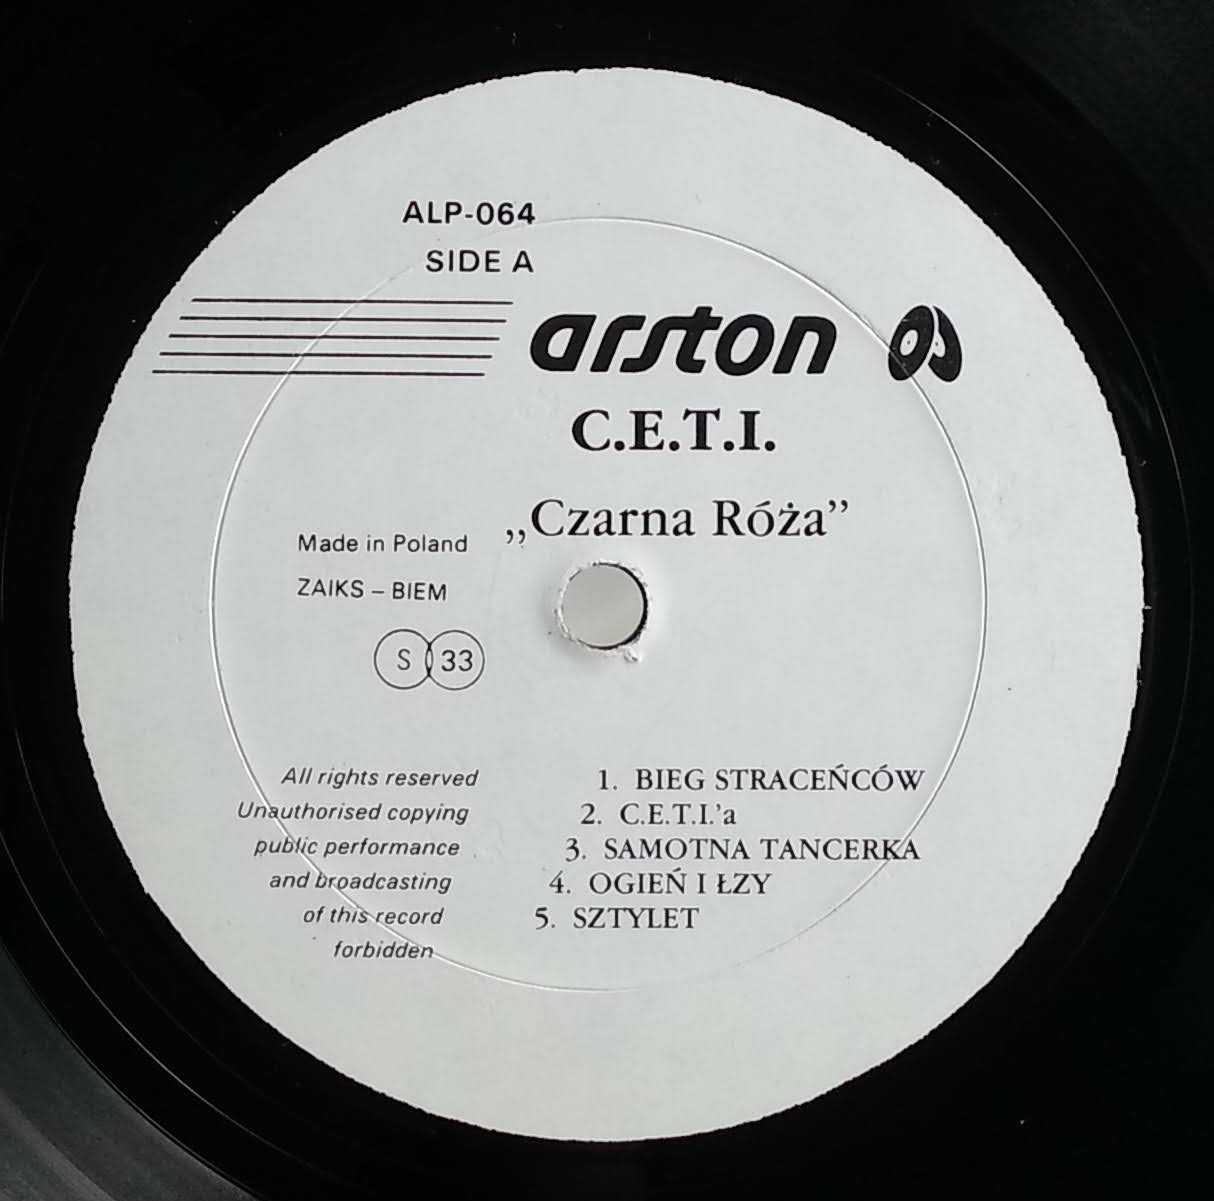 ALP-064
SIDE A
arston
C.E.T.I.
„Czarna Róża”
Made in Poland
ZAIKS – BIEM
S 33
All rights reserved
Unauthorised copying
public performance
and broadcasting
of this record
forbidden
1. BIEG STRACEŃCÓW
2. C.E.T.I.'a
3. SAMOTNA TANCERKA
4. OGIEŃ I ŁZY
5. SZTYLET